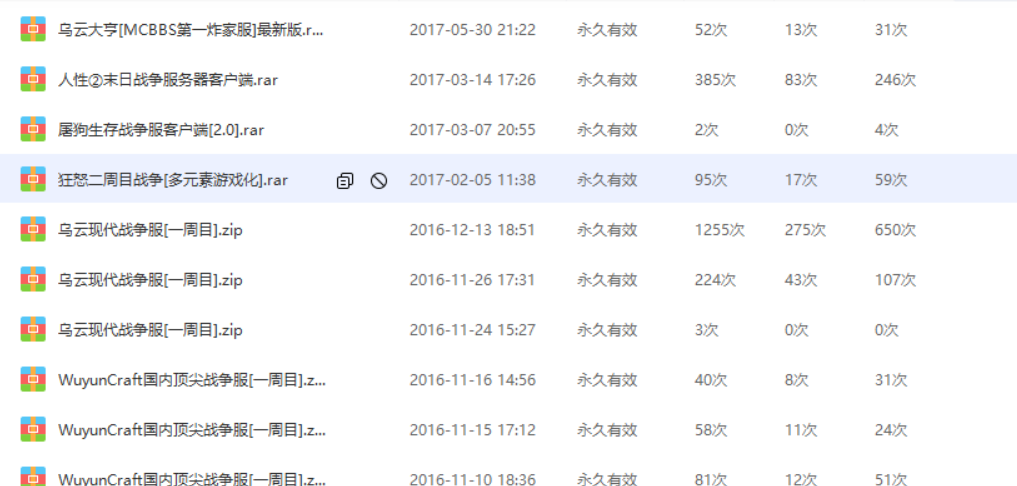 乌云大亨[MCBBS第一炸家服]最新版.r... 2017-05-30 21:22 永久有效 52次 13次 31次
人性②末日战争服务器客户端.rar 2017-03-14 17:26 永久有效 385次 83次 246次
屠狗生存战争服客户端[2.0].rar 2017-03-07 20:55 永久有效 2次 0次 4次
狂怒二周目战争[多元素游戏化].rar 2017-02-05 11:38 永久有效 95次 17次 59次
乌云现代战争服[一周目].zip 2016-12-13 18:51 永久有效 1255次 275次 650次
乌云现代战争服[一周目].zip 2016-11-26 17:31 永久有效 224次 43次 107次
乌云现代战争服[一周目].zip 2016-11-24 15:27 永久有效 3次 0次 0次
WuyunCraft国内顶尖战争服[一周目].z... 2016-11-16 14:56 永久有效 40次 8次 31次
WuyunCraft国内顶尖战争服[一周目].z... 2016-11-15 17:12 永久有效 58次 11次 24次
WuyunCraft国内顶尖战争服[一周目].z... 2016-11-10 18:36 永久有效 81次 12次 51次